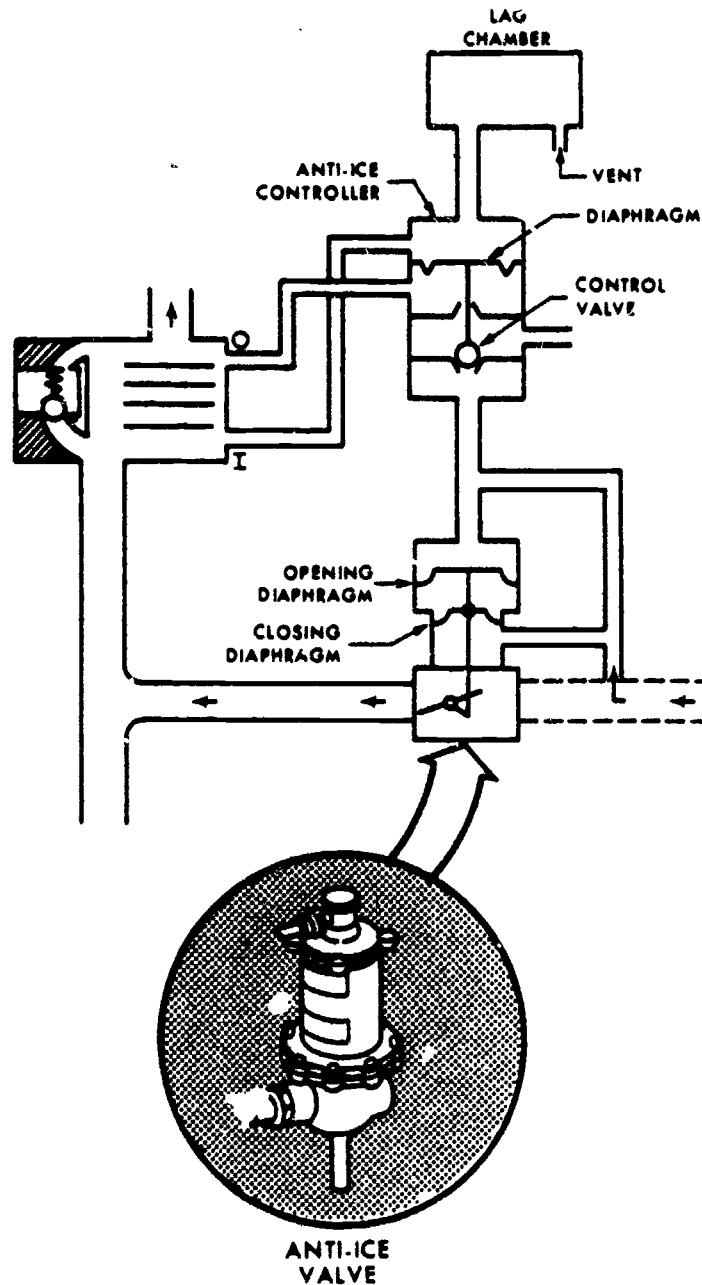 LAG
CHAMBER
ANTI-ICE
CONTROLLER
VENT
DIAPHRAGM
CONTROL
VALVE
O
I
OPENING
DIAPHRAGM
CLOSING
DIAPHRAGM
ANTI-ICE
VALVE